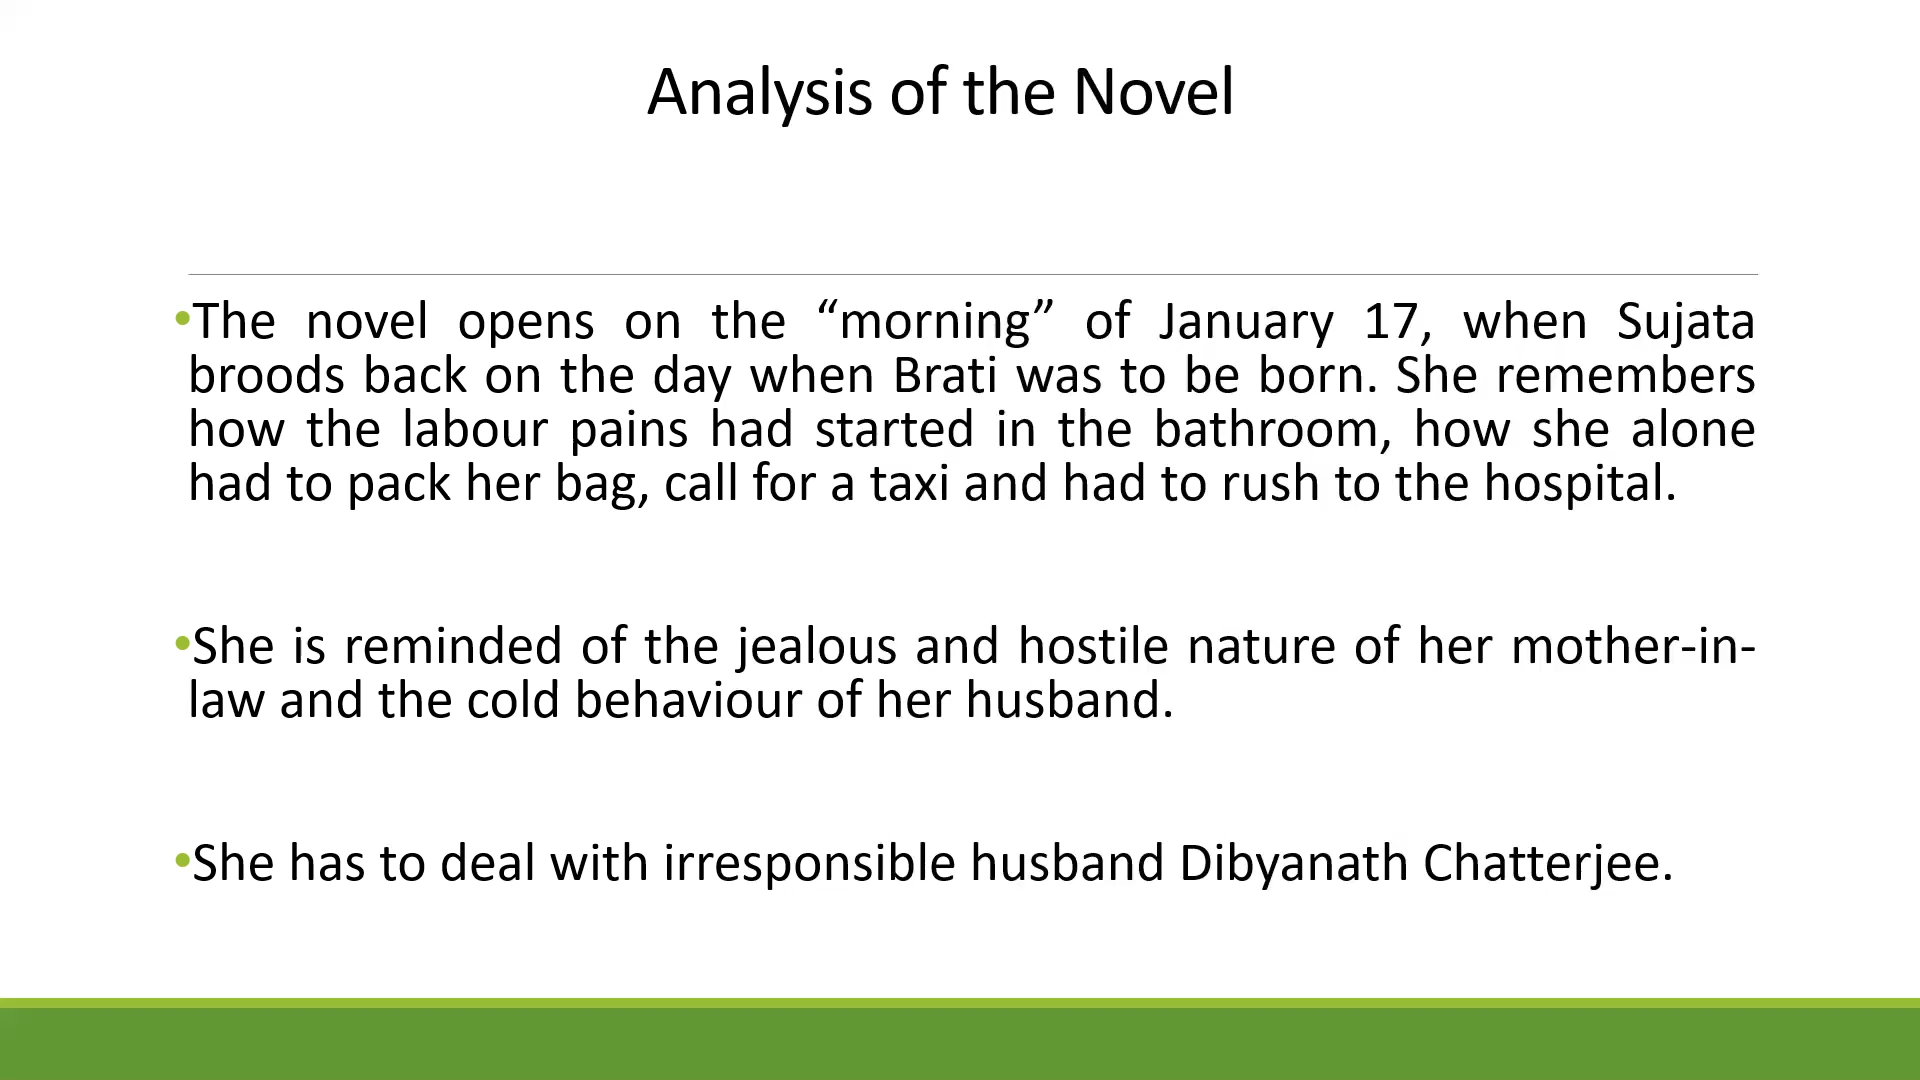 Analysis of the Novel
•The novel opens on the “morning” of January 17, when Sujata
broods back on the day when Brati was to be born. She remembers
how the labour pains had started in the bathroom, how she alone
had to pack her bag, call for a taxi and had to rush to the hospital.
•She is reminded of the jealous and hostile nature of her mother-in-
law and the cold behaviour of her husband.
•She has to deal with irresponsible husband Dibyanath Chatterjee.